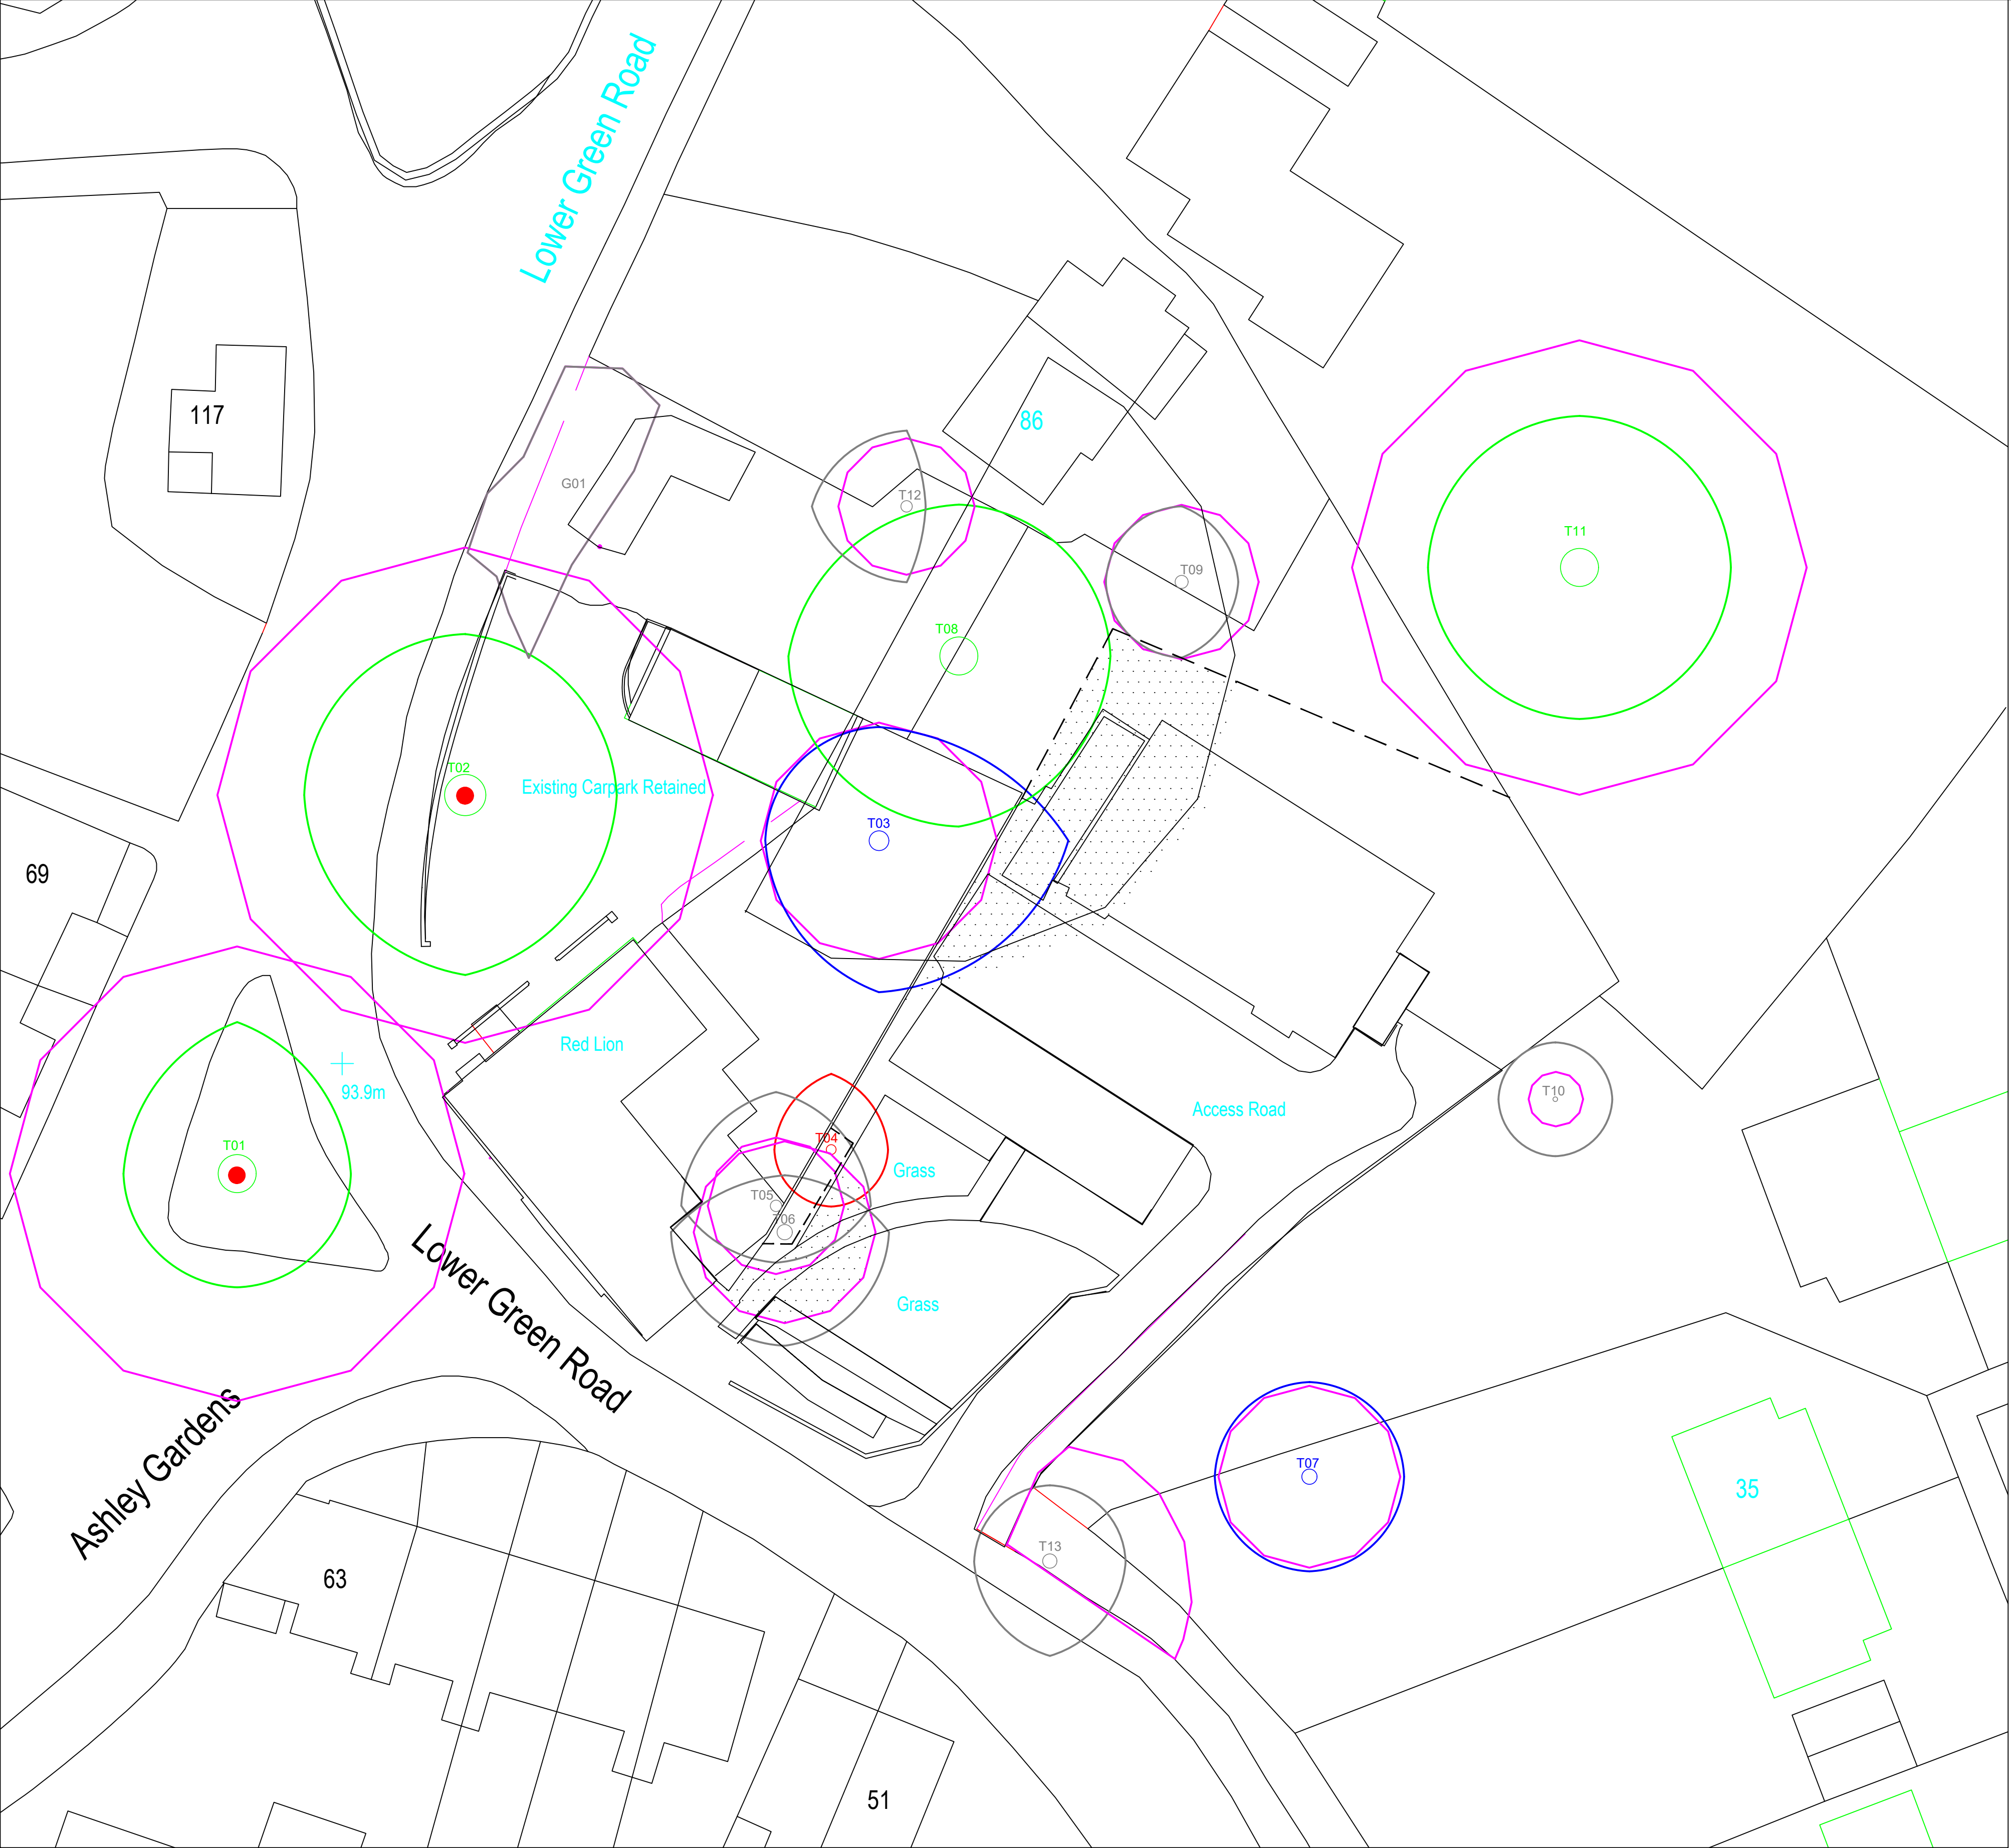 Lower Green Road
117
86
G01
T12
T11
T09
T08
T02
Existing Carpark Retained
T03
69
Red Lion
93.9m
T10
Access Road
T04
T01
Grass
T05
T06
Lower Green Road
Grass
Ashley Gardens
T07
35
T13
63
51